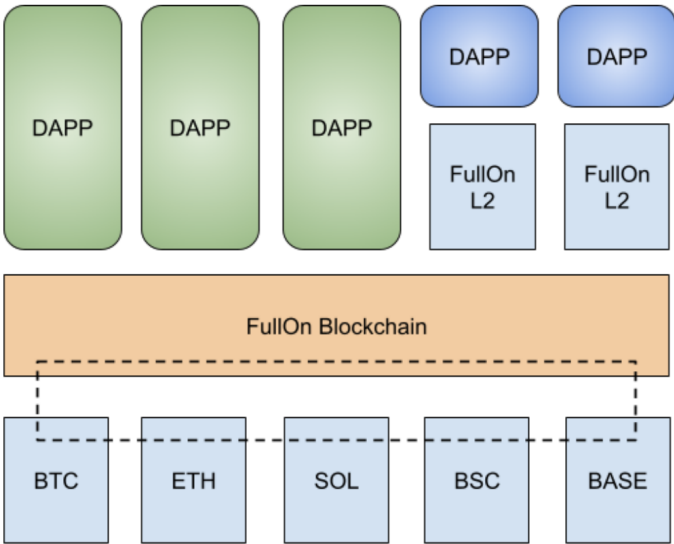 DAPP
DAPP
DAPP
DAPP
DAPP
FullOn
L2
FullOn
L2
FullOn Blockchain
BTC
ETH
SOL
BSC
BASE